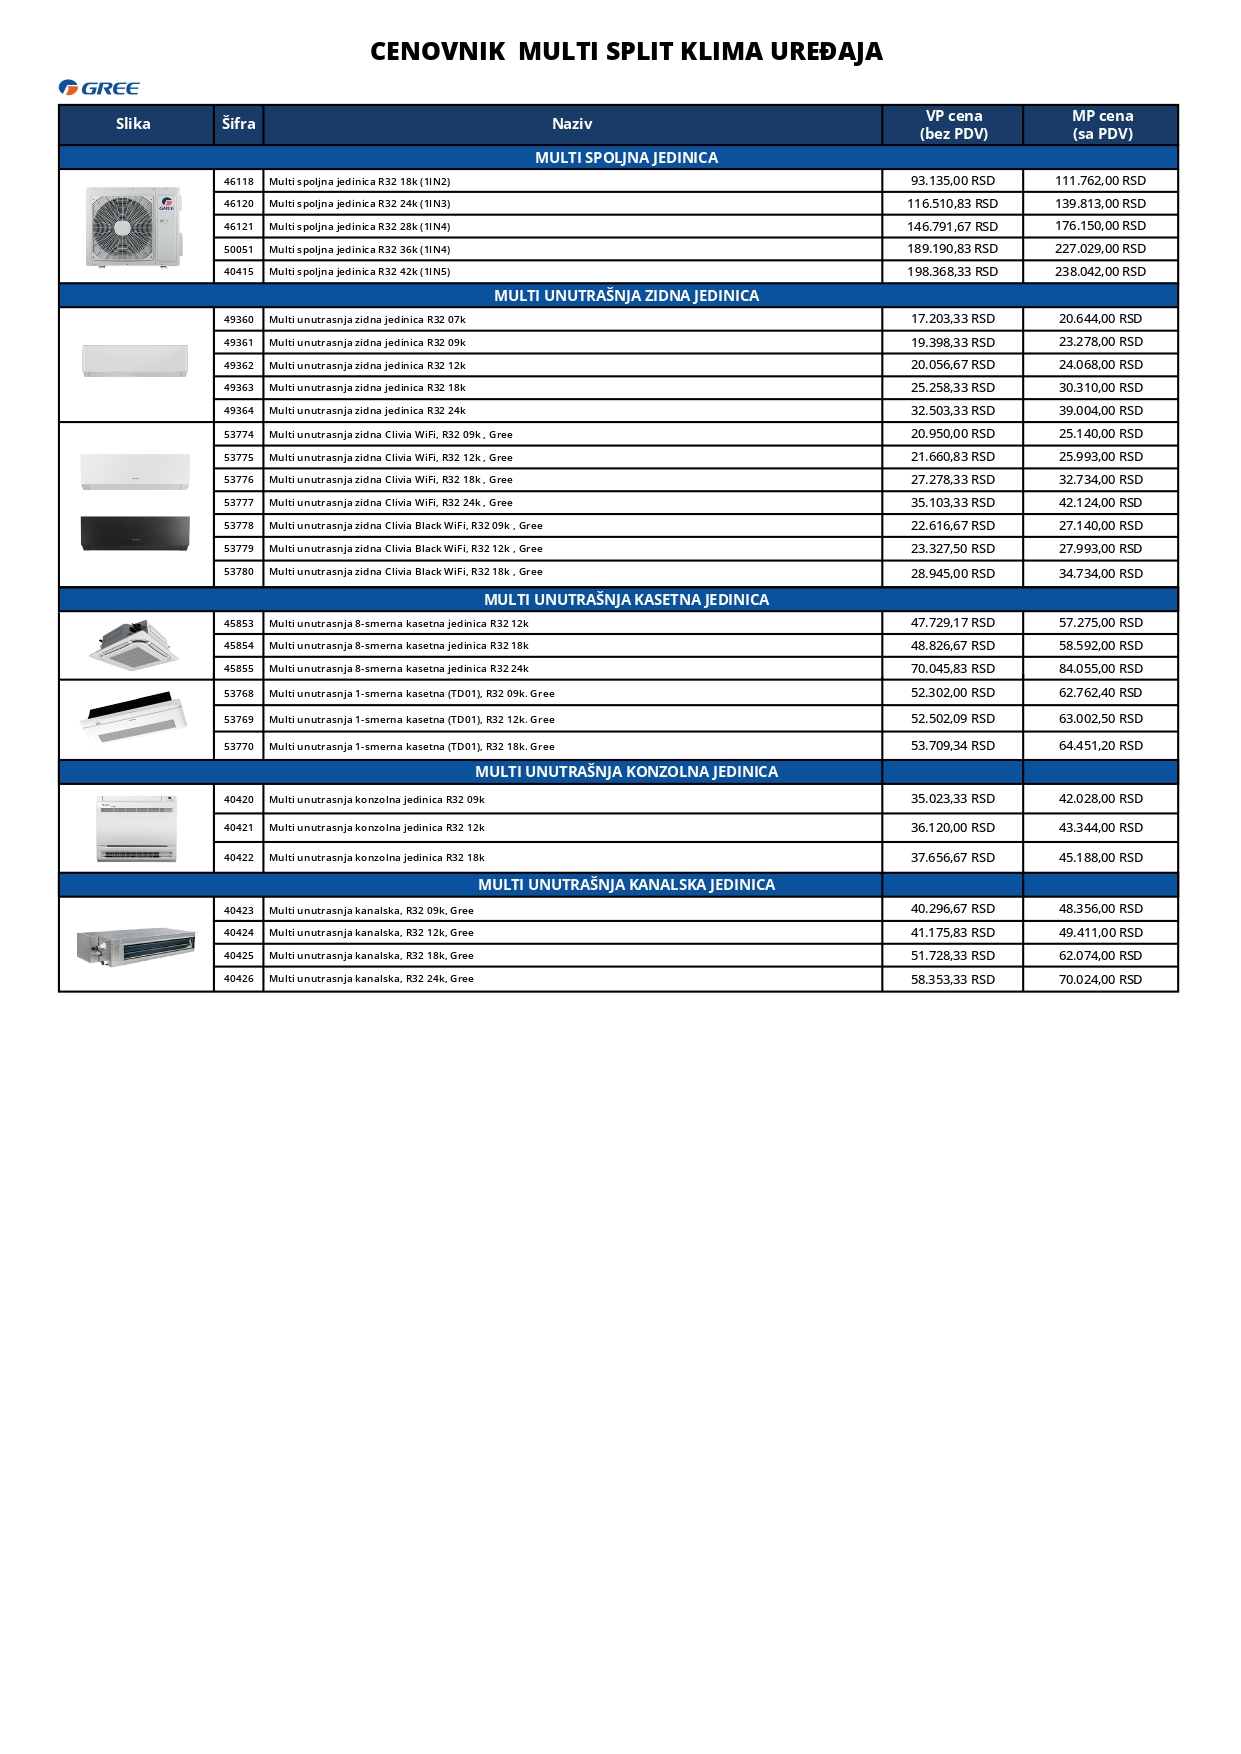 CENOVNIK MULTI SPLIT KLIMA UREĐAJA
GREE
Slika Šifra Naziv VP cena (bez PDV) MP cena (sa PDV)
MULTI SPOLJNA JEDINICA
GREE
46118 Multi spoljna jedinica R32 18k (1IN2) 93.135,00 RSD 111.762,00 RSD
46120 Multi spoljna jedinica R32 24k (1IN3) 116.510,83 RSD 139.813,00 RSD
46121 Multi spoljna jedinica R32 28k (1IN4) 146.791,67 RSD 176.150,00 RSD
50051 Multi spoljna jedinica R32 36k (1IN4) 189.190,83 RSD 227.029,00 RSD
40415 Multi spoljna jedinica R32 42k (1IN5) 198.368,33 RSD 238.042,00 RSD
MULTI UNUTRAŠNJA ZIDNA JEDINICA
49360 Multi unutrasnja zidna jedinica R32 07k 17.203,33 RSD 20.644,00 RSD
49361 Multi unutrasnja zidna jedinica R32 09k 19.398,33 RSD 23.278,00 RSD
49362 Multi unutrasnja zidna jedinica R32 12k 20.056,67 RSD 24.068,00 RSD
49363 Multi unutrasnja zidna jedinica R32 18k 25.258,33 RSD 30.310,00 RSD
49364 Multi unutrasnja zidna jedinica R32 24k 32.503,33 RSD 39.004,00 RSD
53774 Multi unutrasnja zidna Clivia WiFi, R32 09k , Gree 20.950,00 RSD 25.140,00 RSD
53775 Multi unutrasnja zidna Clivia WiFi, R32 12k , Gree 21.660,83 RSD 25.993,00 RSD
53776 Multi unutrasnja zidna Clivia WiFi, R32 18k , Gree 27.278,33 RSD 32.734,00 RSD
53777 Multi unutrasnja zidna Clivia WiFi, R32 24k , Gree 35.103,33 RSD 42.124,00 RSD
53778 Multi unutrasnja zidna Clivia Black WiFi, R32 09k , Gree 22.616,67 RSD 27.140,00 RSD
53779 Multi unutrasnja zidna Clivia Black WiFi, R32 12k , Gree 23.327,50 RSD 27.993,00 RSD
53780 Multi unutrasnja zidna Clivia Black WiFi, R32 18k , Gree 28.945,00 RSD 34.734,00 RSD
MULTI UNUTRAŠNJA KASETNA JEDINICA
45853 Multi unutrasnja 8-smerna kasetna jedinica R32 12k 47.729,17 RSD 57.275,00 RSD
45854 Multi unutrasnja 8-smerna kasetna jedinica R32 18k 48.826,67 RSD 58.592,00 RSD
45855 Multi unutrasnja 8-smerna kasetna jedinica R32 24k 70.045,83 RSD 84.055,00 RSD
53768 Multi unutrasnja 1-smerna kasetna (TD01), R32 09k. Gree 52.302,00 RSD 62.762,40 RSD
53769 Multi unutrasnja 1-smerna kasetna (TD01), R32 12k. Gree 52.502,09 RSD 63.002,50 RSD
53770 Multi unutrasnja 1-smerna kasetna (TD01), R32 18k. Gree 53.709,34 RSD 64.451,20 RSD
MULTI UNUTRAŠNJA KONZOLNA JEDINICA
40420 Multi unutrasnja konzolna jedinica R32 09k 35.023,33 RSD 42.028,00 RSD
40421 Multi unutrasnja konzolna jedinica R32 12k 36.120,00 RSD 43.344,00 RSD
40422 Multi unutrasnja konzolna jedinica R32 18k 37.656,67 RSD 45.188,00 RSD
MULTI UNUTRAŠNJA KANALSKA JEDINICA
40423 Multi unutrasnja kanalska, R32 09k, Gree 40.296,67 RSD 48.356,00 RSD
40424 Multi unutrasnja kanalska, R32 12k, Gree 41.175,83 RSD 49.411,00 RSD
40425 Multi unutrasnja kanalska, R32 18k, Gree 51.728,33 RSD 62.074,00 RSD
40426 Multi unutrasnja kanalska, R32 24k, Gree 58.353,33 RSD 70.024,00 RSD